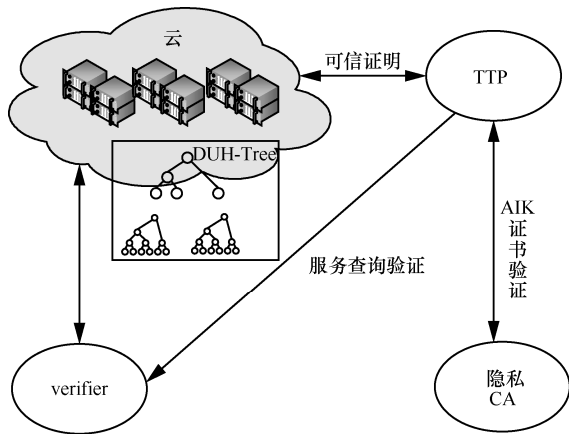 云
可信证明
TTP
DUH-Tree
AIK
证
书
验
证
服务查询验证
verifier
隐私
CA